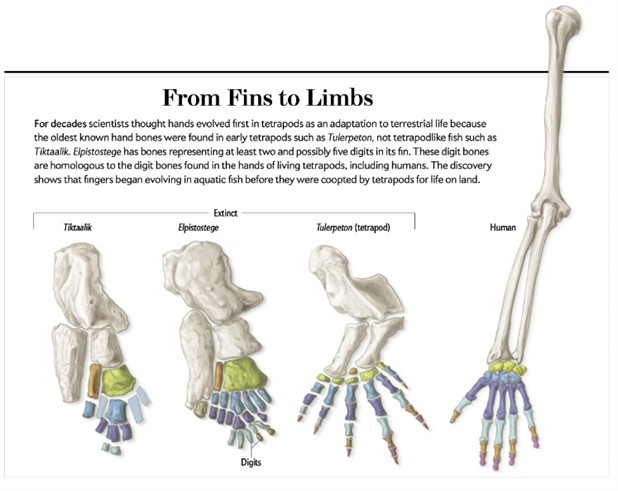 From Fins to Limbs
For decades scientists thought hands evolved first in tetrapods as an adaptation to terrestrial life because
the oldest known hand bones were found in early tetrapods such as Tulerpeton, not tetrapodlike fish such as
Tiktaalik. Elpistostege has bones representing at least two and possibly five digits in its fin. These digit bones
are homologous to the digit bones found in the hands of living tetrapods, including humans. The discovery
shows that fingers began evolving in aquatic fish before they were coopted by tetrapods for life on land.
Extinct
Tiktaalik
Elpistostege
Tulerpeton (tetrapod)
Human
Digits